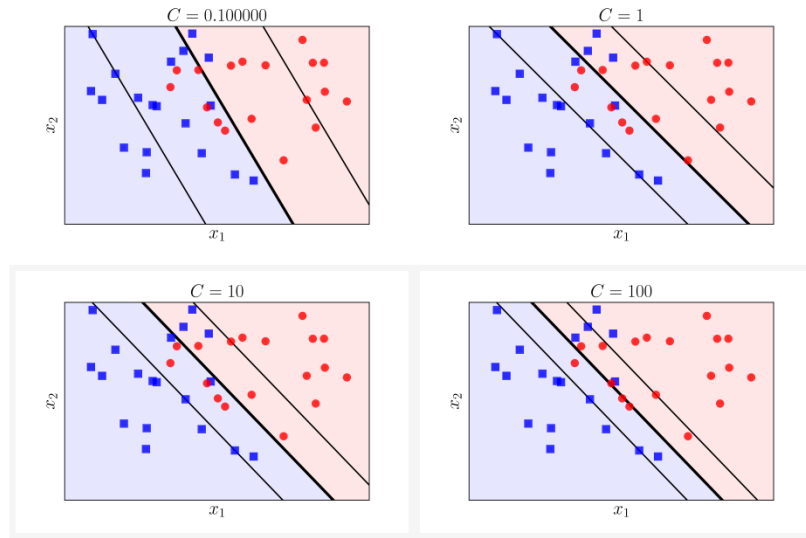 C = 0.100000
x2
x1
C = 1
x2
x1
C = 10
x2
x1
C = 100
x2
x1